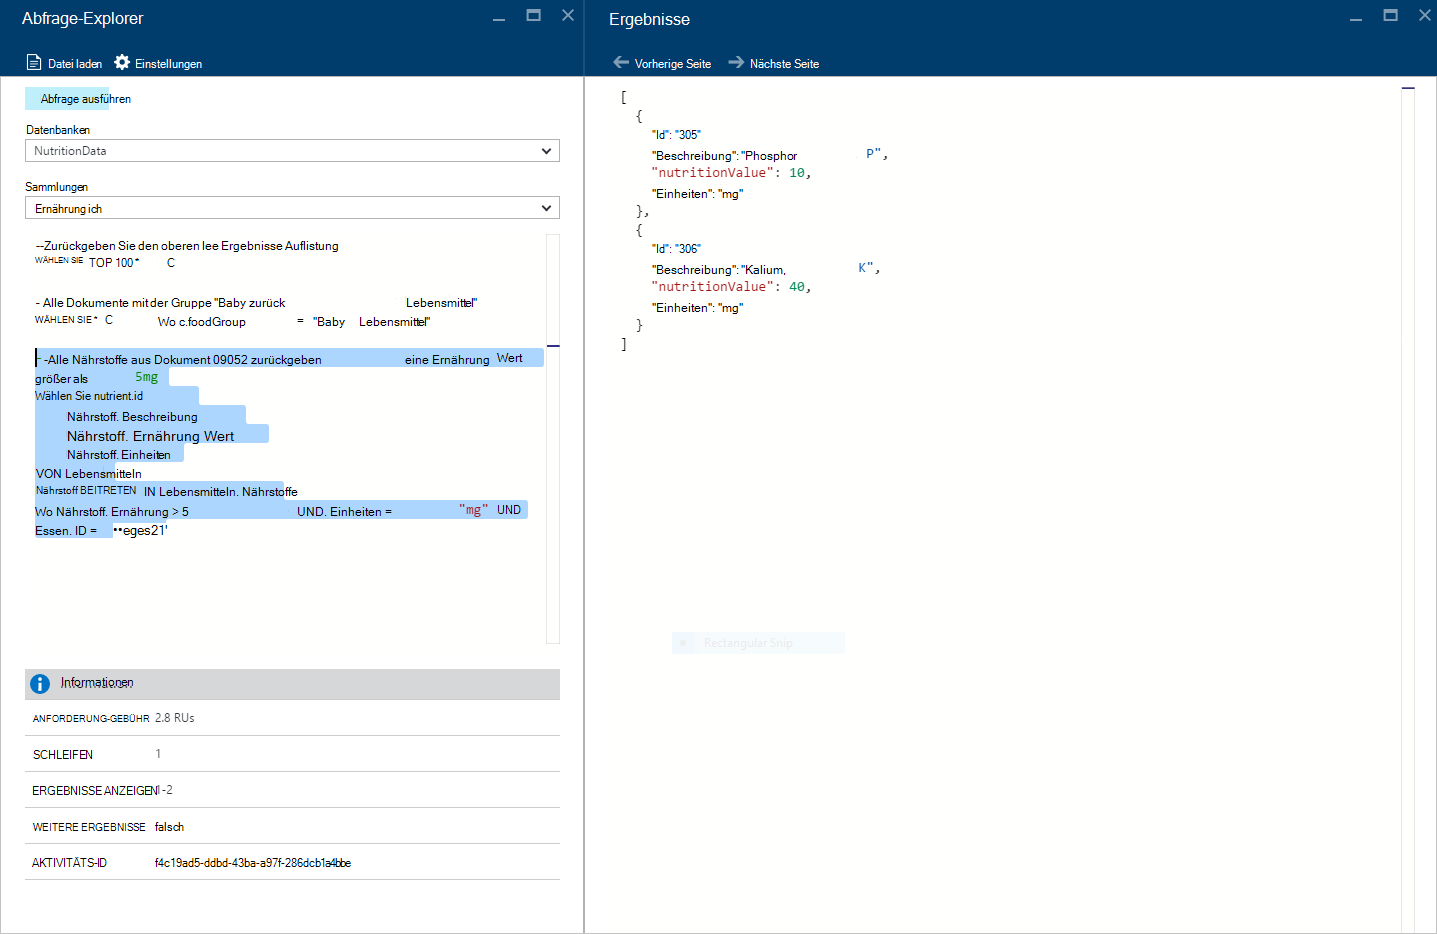 Abfrage-Explorer
Datei laden Einstellungen
Abfrage ausführen
Datenbanken
NutritionData
Sammlungen
Ernährung ich
--Zurückgeben Sie den oberen lee Ergebnisse Auflistung
WÄHLEN SIE TOP 100 * C
- Alle Dokumente mit der Gruppe "Baby zurück Lebensmittel"
WÄHLEN SIE * C Wo c.foodGroup = "Baby Lebensmittel"
- -Alle Nährstoffe aus Dokument 09052 zurückgeben eine Ernährung Wert
größer als 5mg
Wählen Sie nutrient.id
Nährstoff. Beschreibung
Nährstoff. Ernährung Wert
Nährstoff. Einheiten
VON Lebensmitteln
Nährstoff BEITRETEN IN Lebensmitteln. Nährstoffe
Wo Nährstoff. Ernährung > 5 UND. Einheiten = "mg" UND
Essen. ID = ••eges21'
Informationen
ANFORDERUNG-GEBÜHR 2.8 RUs
SCHLEIFEN 1
ERGEBNISSE ANZEIGEN 1-2
WEITERE ERGEBNISSE falsch
AKTIVITÄTS-ID f4c19ad5-ddbd-43ba-a97f-286dcb1a4bbe
Ergebnisse
Vorherige Seite Nächste Seite
[
{
"Id": "305"
"Beschreibung": "Phosphor P",
"nutritionValue": 10,
"Einheiten": "mg"
},
{
"Id": "306"
"Beschreibung": "Kalium, K",
"nutritionValue": 40,
"Einheiten": "mg"
}
]
Rectangular Snip